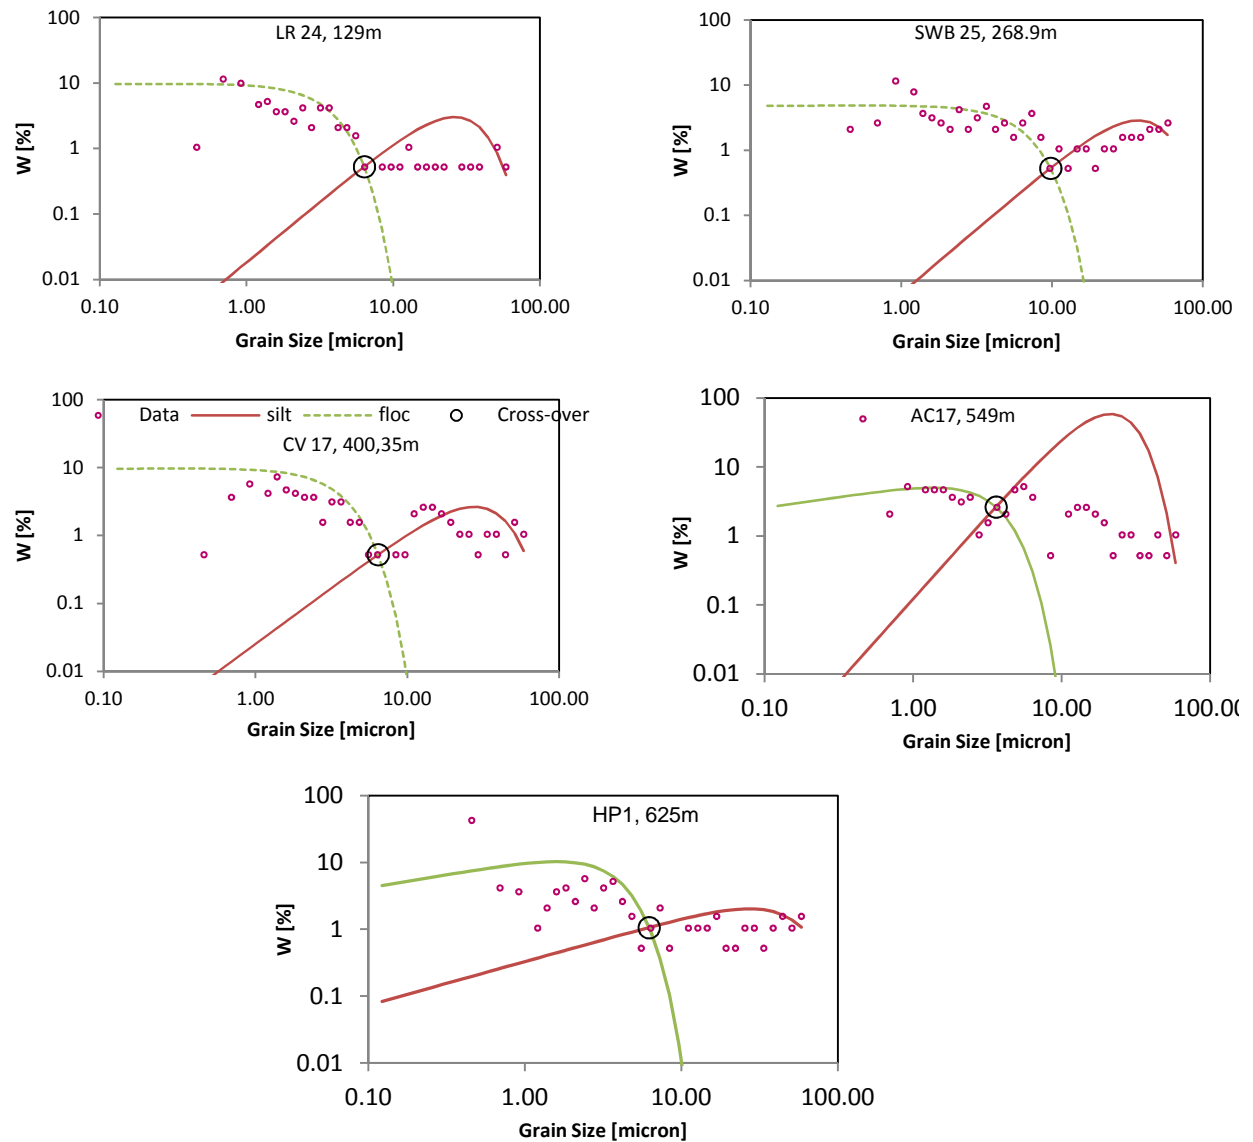 LR 24, 129m
W [%]
100
10
1
0.1
0.01
0.10 1.00 10.00 100.00
Grain Size [micron]
SWB 25, 268.9m
W [%]
100
10
1
0.1
0.01
0.10 1.00 10.00 100.00
Grain Size [micron]
Data silt floc Cross-over
CV 17, 400,35m
W [%]
100
10
1
0.1
0.01
0.10 1.00 10.00 100.00
Grain Size [micron]
AC17, 549m
W [%]
100
10
1
0.1
0.01
0.10 1.00 10.00 100.00
Grain Size [micron]
HP1, 625m
W [%]
100
10
1
0.1
0.01
0.10 1.00 10.00 100.00
Grain Size [micron]